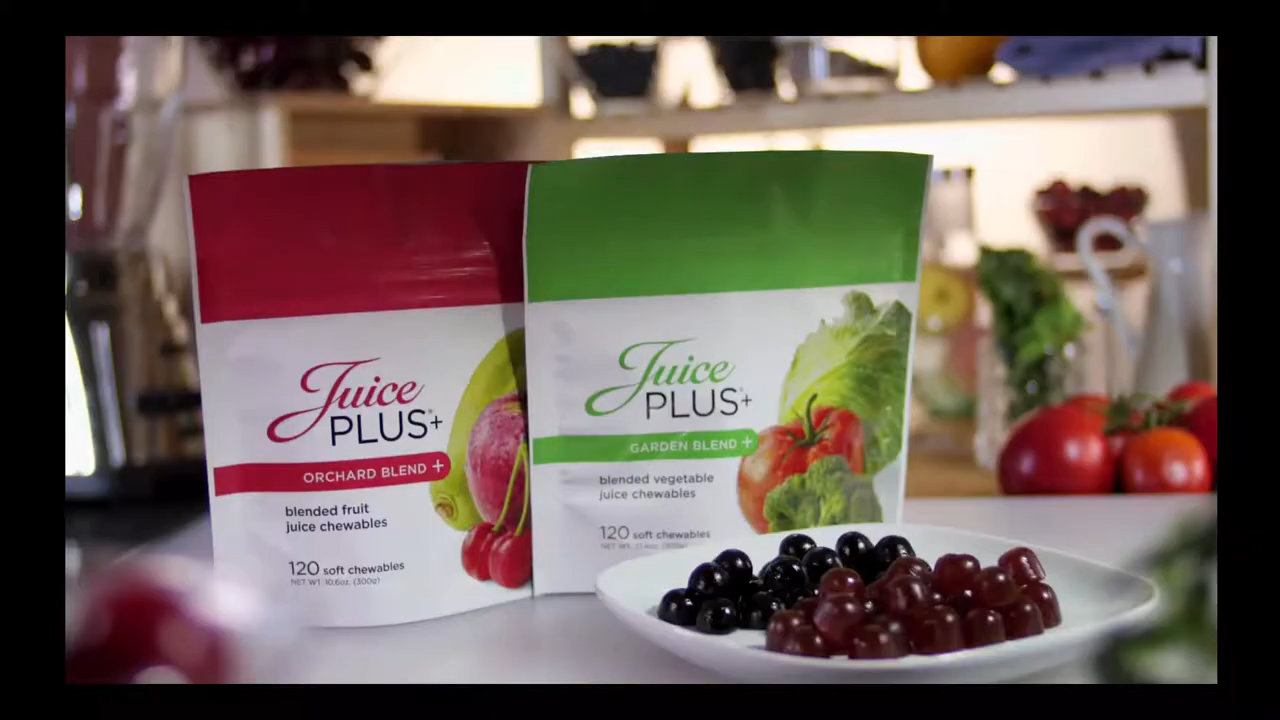 Juice
PLUS+
ORCHARD BLEND +
blended fruit
juice chewables
120 soft chewables
NET WT. 10.6oz. (300g)
Juice
PLUS+
GARDEN BLEND +
blended vegetable
juice chewables
120 soft chewables